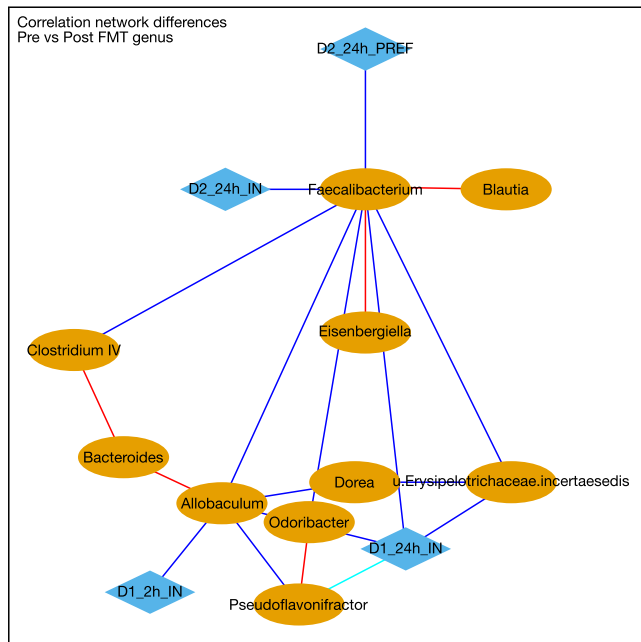 Correlation network differences
Pre vs Post FMT genus
D2_24h_PREF
D2_24h_IN
Faecalibacterium
Blautia
Eisenbergiella
Clostridium IV
Bacteroides
Dorea
u.Erysipelotrichaceae.incertaesedis
Allobaculum
Odoribacter
D1_24h_IN
D1_2h_IN
Pseudoflavonifractor